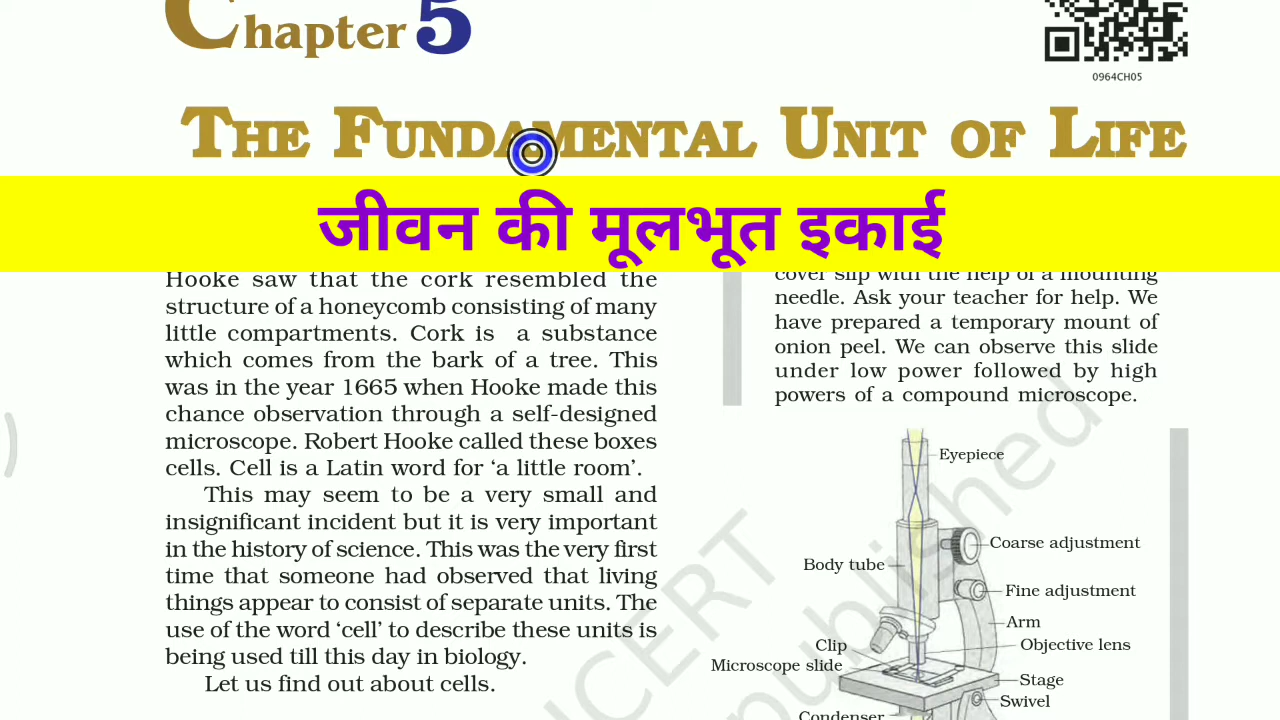 Chapter 5
0964CH05
THE FUNDAMENTAL UNIT OF LIFE
जीवन की मूलभूत इकाई
Hooke saw that the cork resembled the
structure of a honeycomb consisting of many
little compartments. Cork is a substance
which comes from the bark of a tree. This
was in the year 1665 when Hooke made this
chance observation through a self-designed
microscope. Robert Hooke called these boxes
cells. Cell is a Latin word for ‘a little room’.
This may seem to be a very small and
insignificant incident but it is very important
in the history of science. This was the very first
time that someone had observed that living
things appear to consist of separate units. The
use of the word ‘cell’ to describe these units is
being used till this day in biology.
Let us find out about cells.
cover slip with the help of a mounting
needle. Ask your teacher for help. We
have prepared a temporary mount of
onion peel. We can observe this slide
under low power followed by high
powers of a compound microscope.
Eyepiece
Coarse adjustment
Body tube
Fine adjustment
Arm
Clip
Objective lens
Microscope slide
Stage
Swivel
Condenser
NCERT
published